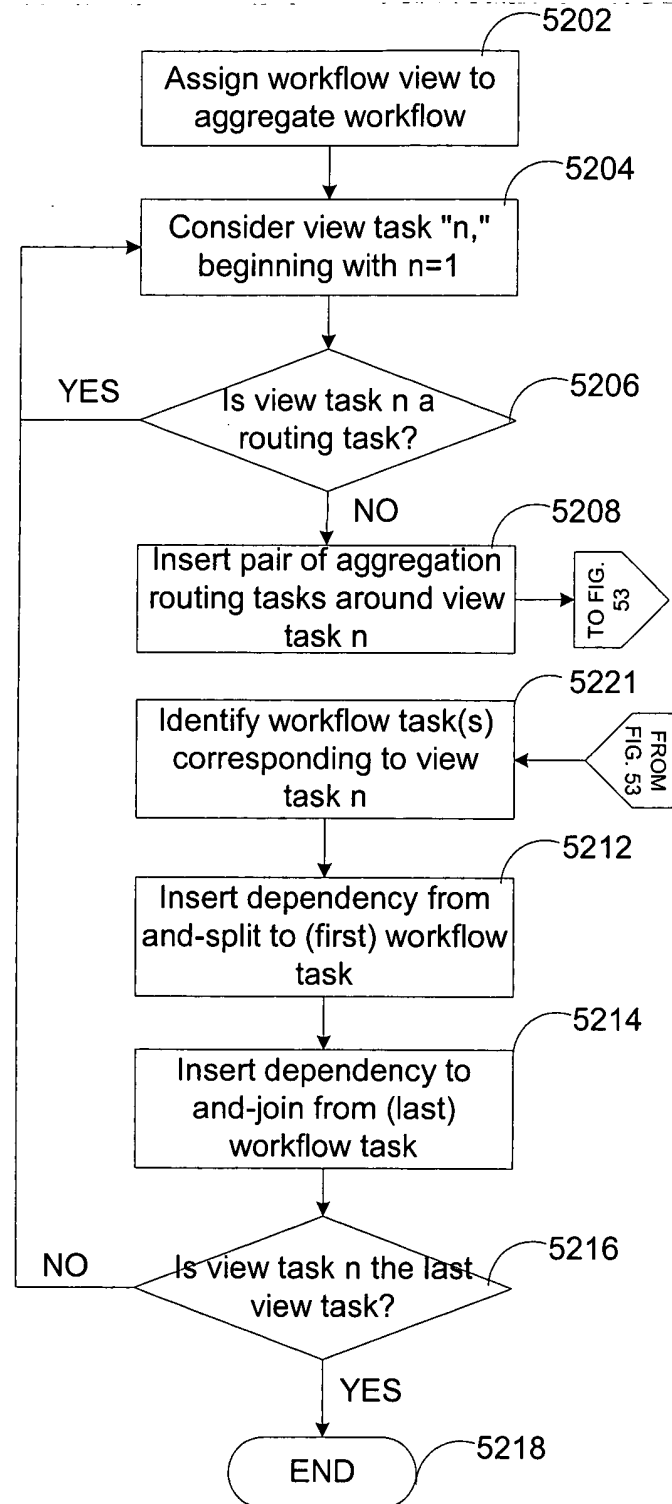 5202
Assign workflow view to
aggregate workflow
5204
Consider view task "n,"
beginning with n=1
YES
5206
Is view task n a
routing task?
NO
5208
Insert pair of aggregation
routing tasks around view
task n
TO FIG.
53
5221
Identify workflow task(s)
corresponding to view
task n
FROM
FIG. 53
5212
Insert dependency from
and-split to (first) workflow
task
5214
Insert dependency to
and-join from (last)
workflow task
5216
NO
Is view task n the last
view task?
YES
5218
END